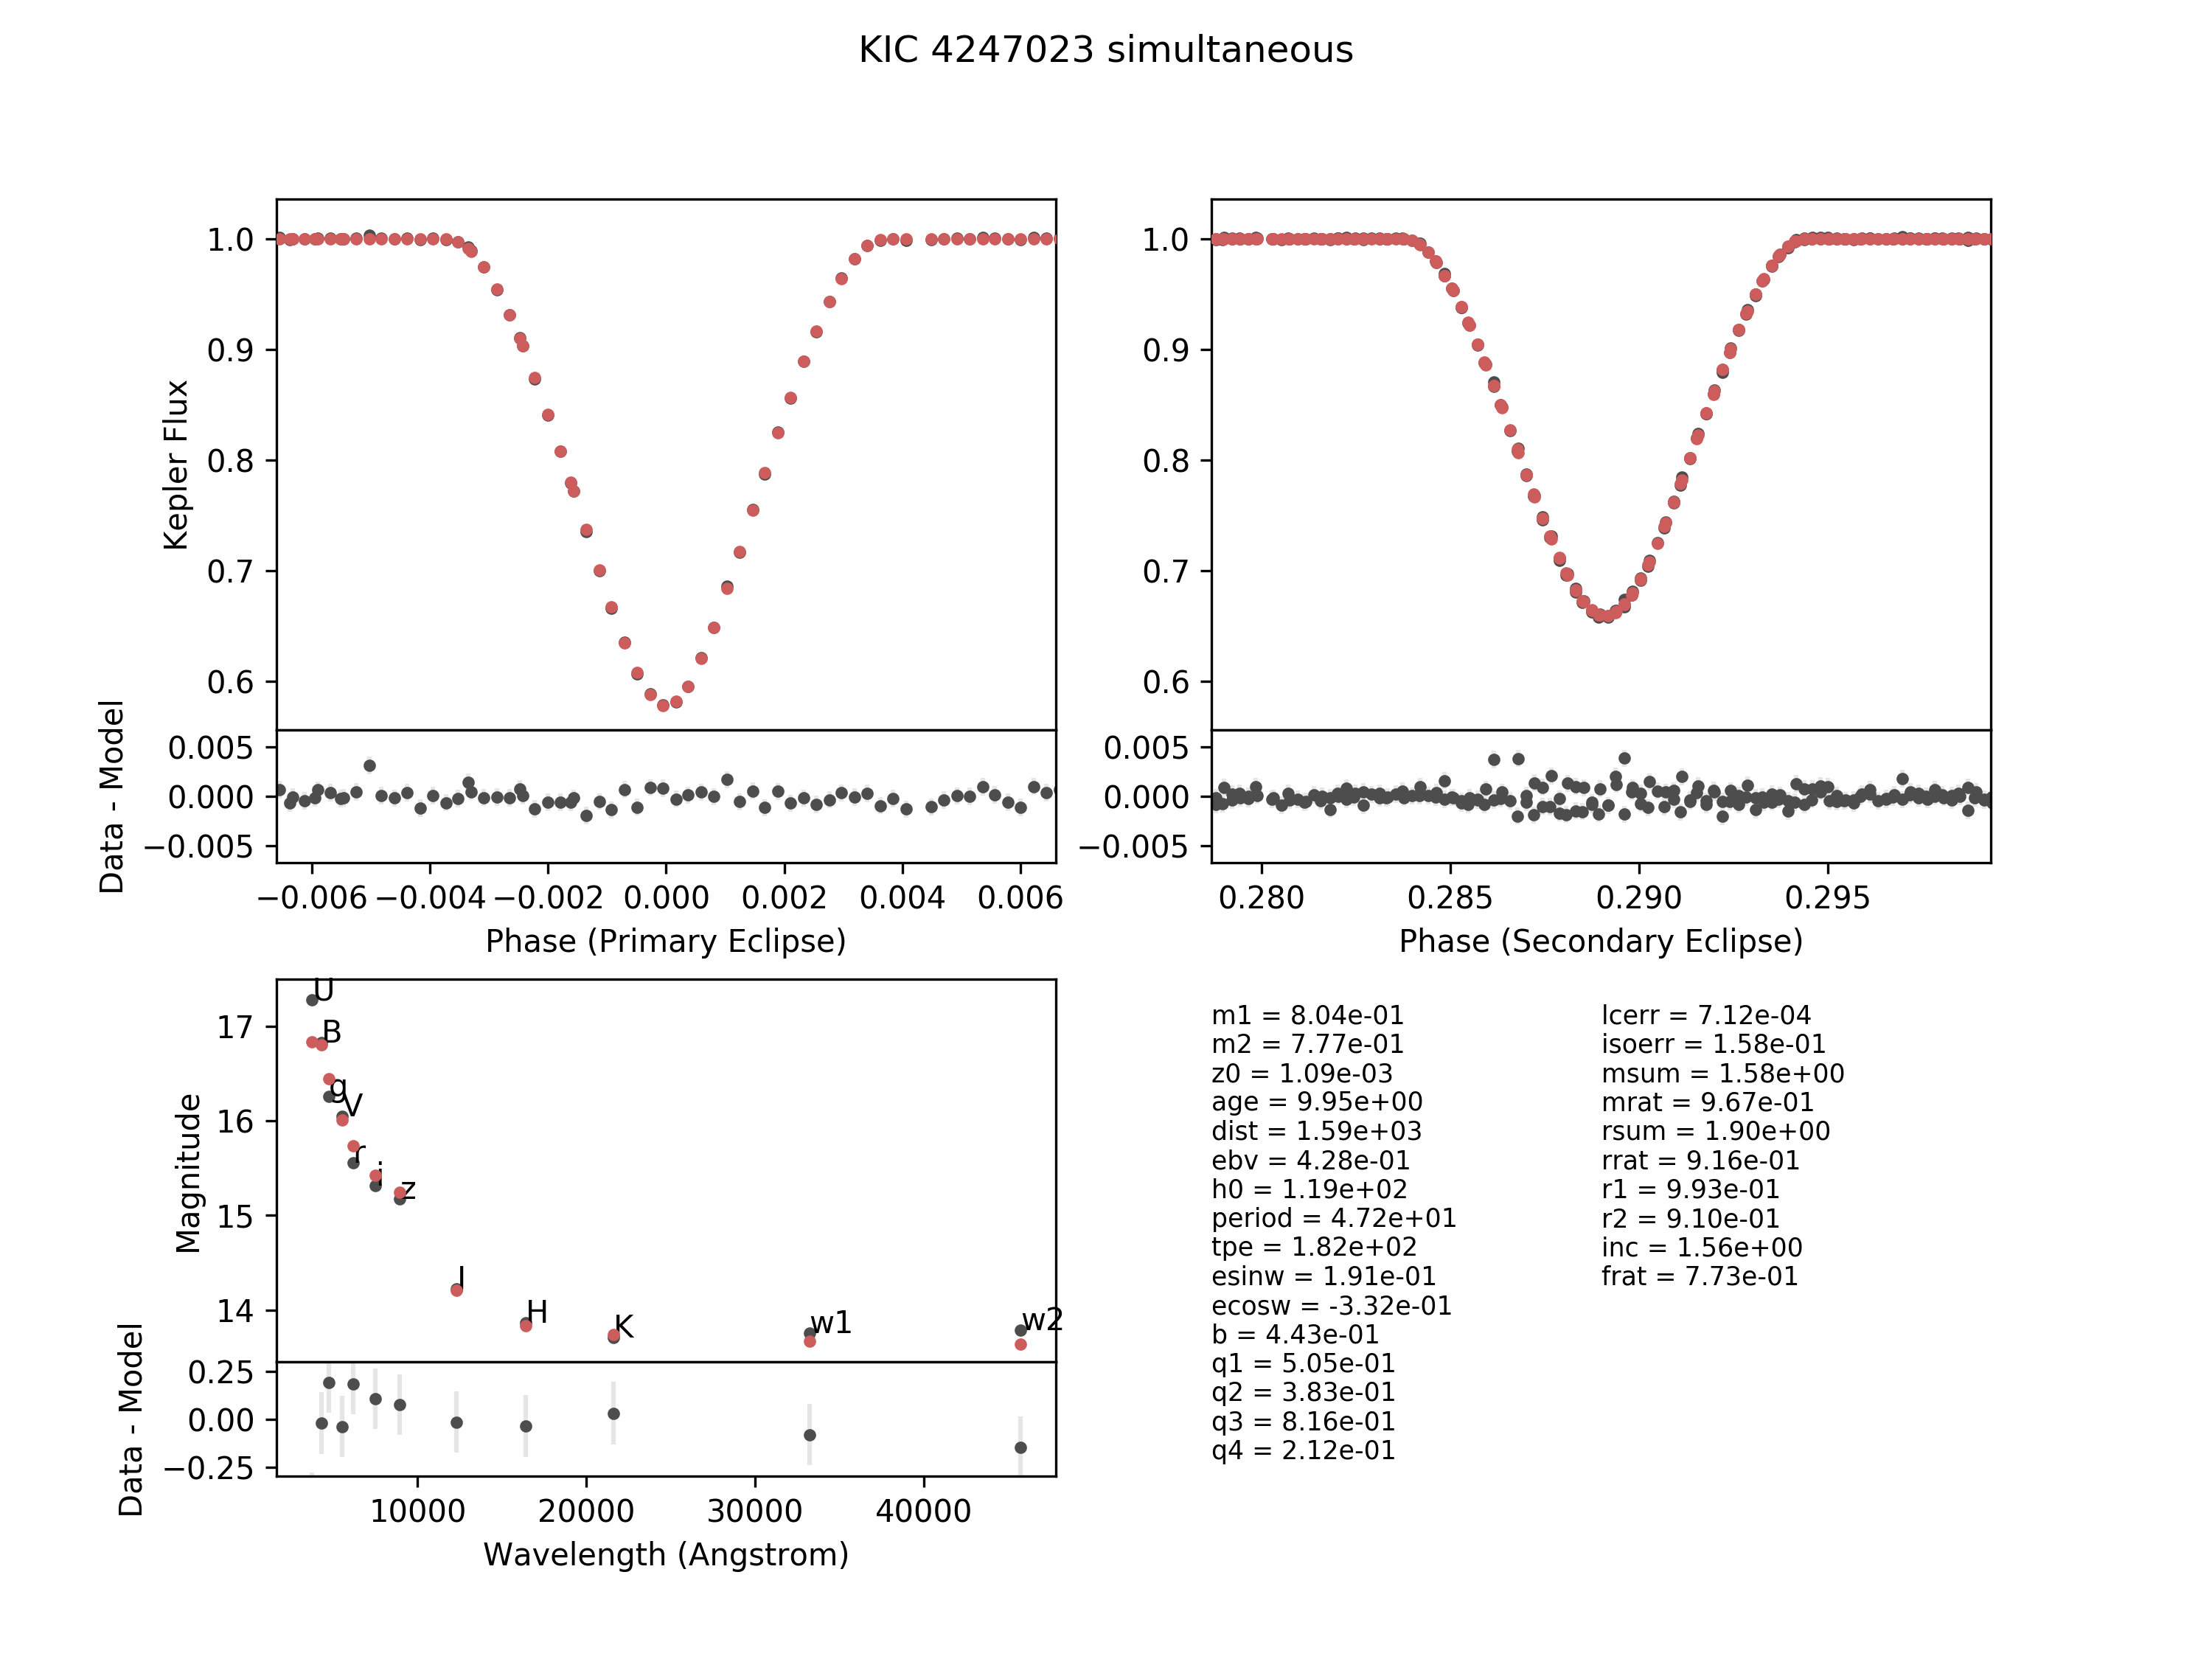 KIC 4247023 simultaneous
Kepler Flux
1.0
0.9
0.8
0.7
0.6
Data - Model
0.005
0.000
−0.005
−0.006 −0.004 −0.002 0.000 0.002 0.004 0.006
Phase (Primary Eclipse)
1.0
0.9
0.8
0.7
0.6
0.005
0.000
−0.005
0.280 0.285 0.290 0.295
Phase (Secondary Eclipse)
Magnitude
17
16
15
14
U
B
g
V
r
i
z
J
H
K
w1
w2
Data - Model
0.25
0.00
−0.25
10000 20000 30000 40000
Wavelength (Angstrom)
m1 = 8.04e-01
m2 = 7.77e-01
z0 = 1.09e-03
age = 9.95e+00
dist = 1.59e+03
ebv = 4.28e-01
h0 = 1.19e+02
period = 4.72e+01
tpe = 1.82e+02
esinw = 1.91e-01
ecosw = -3.32e-01
b = 4.43e-01
q1 = 5.05e-01
q2 = 3.83e-01
q3 = 8.16e-01
q4 = 2.12e-01
lcerr = 7.12e-04
isoerr = 1.58e-01
msum = 1.58e+00
mrat = 9.67e-01
rsum = 1.90e+00
rrat = 9.16e-01
r1 = 9.93e-01
r2 = 9.10e-01
inc = 1.56e+00
frat = 7.73e-01